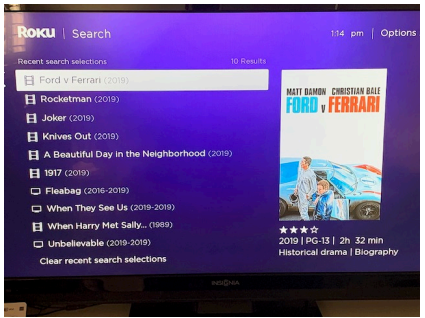 Roku | Search
1:14 pm | Options
Recent search selections
10 Results
Ford v Ferrari (2019)
Rocketman (2019)
Joker (2019)
Knives Out (2019)
A Beautiful Day in the Neighborhood (2019)
1917 (2019)
Fleabag (2016-2019)
When They See Us (2019-2019)
When Harry Met Sally... (1989)
Unbelievable (2019-2019)
Clear recent search selections
MATT DAMON CHRISTIAN BALE
FORD v FERRARI
2019 | PG-13 | 2h 32 min
Historical drama | Biography
INSIGNIA